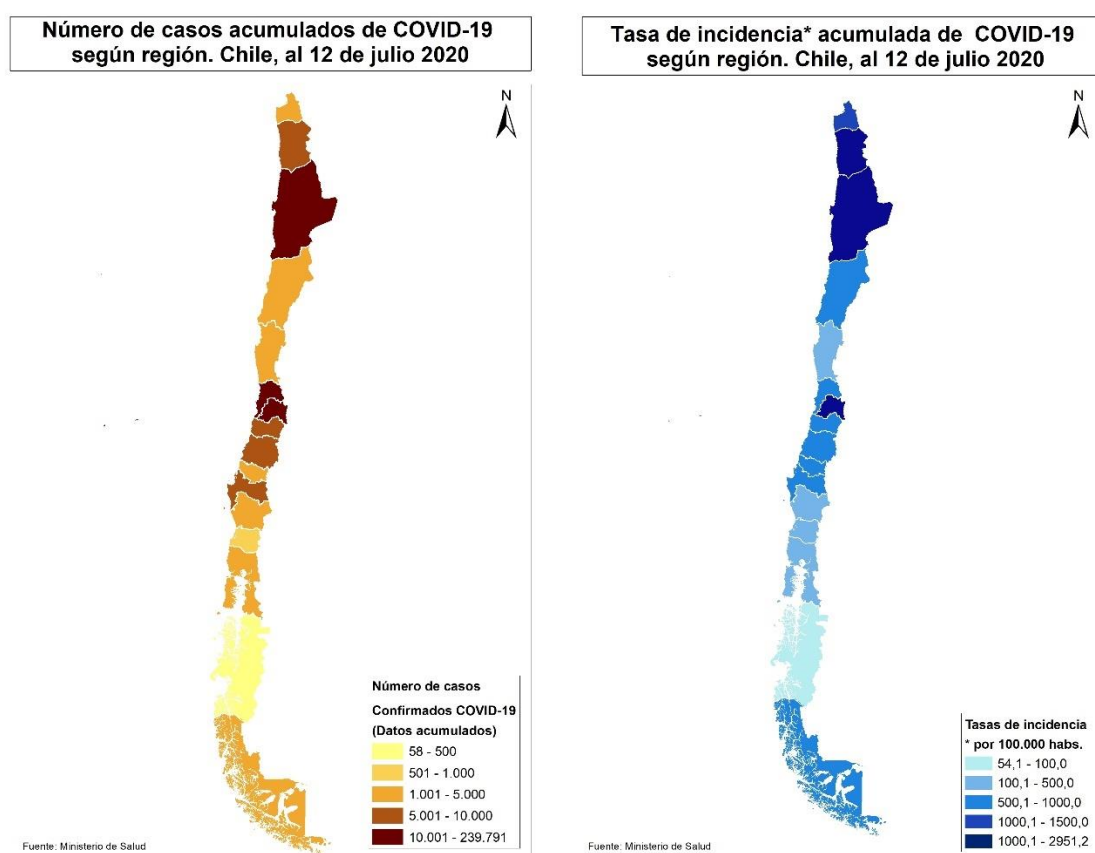 Número de casos acumulados de COVID-19
según región. Chile, al 12 de julio 2020
N
Número de casos
Confirmados COVID-19
(Datos acumulados)
58 - 500
501 - 1.000
1.001 - 5.000
5.001 - 10.000
10.001 - 239.791
Fuente: Ministerio de Salud
Tasa de incidencia* acumulada de COVID-19
según región. Chile, al 12 de julio 2020
N
Tasas de incidencia
* por 100.000 habs.
54,1 - 100,0
100,1 - 500,0
500,1 - 1000,0
1000,1 - 1500,0
1000,1 - 2951,2
Fuente: Ministerio de Salud